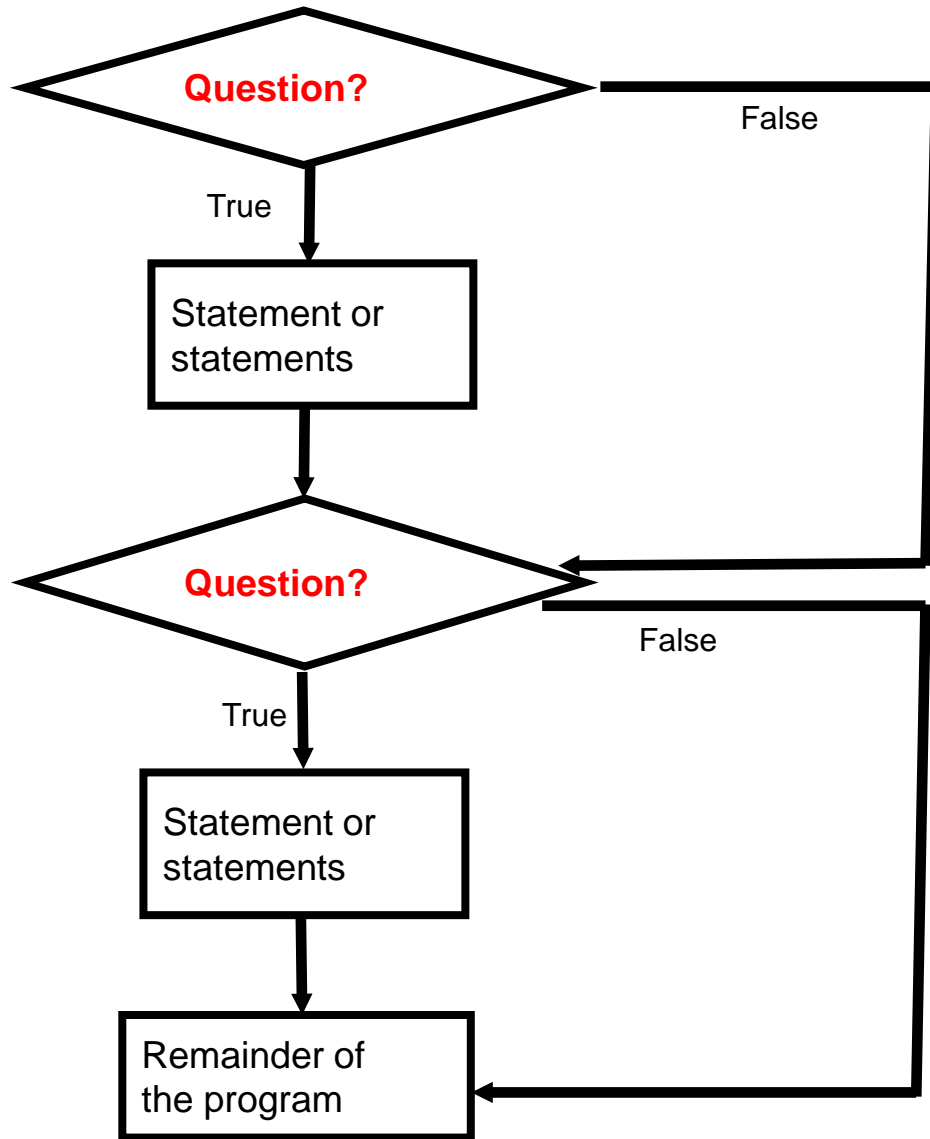 Question?
False
True
Statement or
statements
Question?
False
True
Statement or
statements
Remainder of
the program